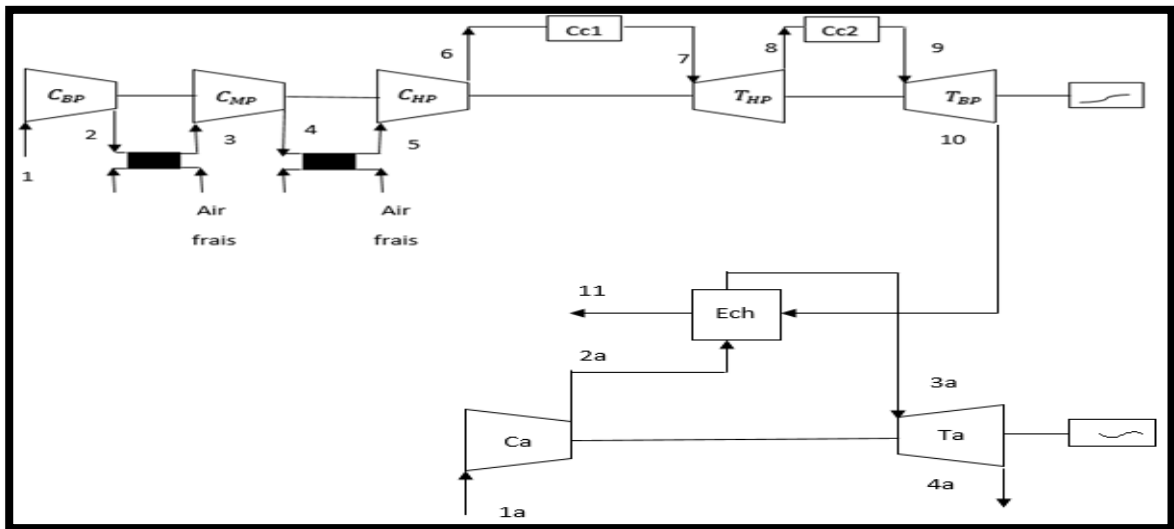 6
Cc1
7
8
Cc2
9
C_BP
C_MP
C_HP
T_HP
T_BP
2
3
4
5
10
1
Air
frais
Air
frais
11
Ech
2a
3a
Ca
Ta
4a
1a